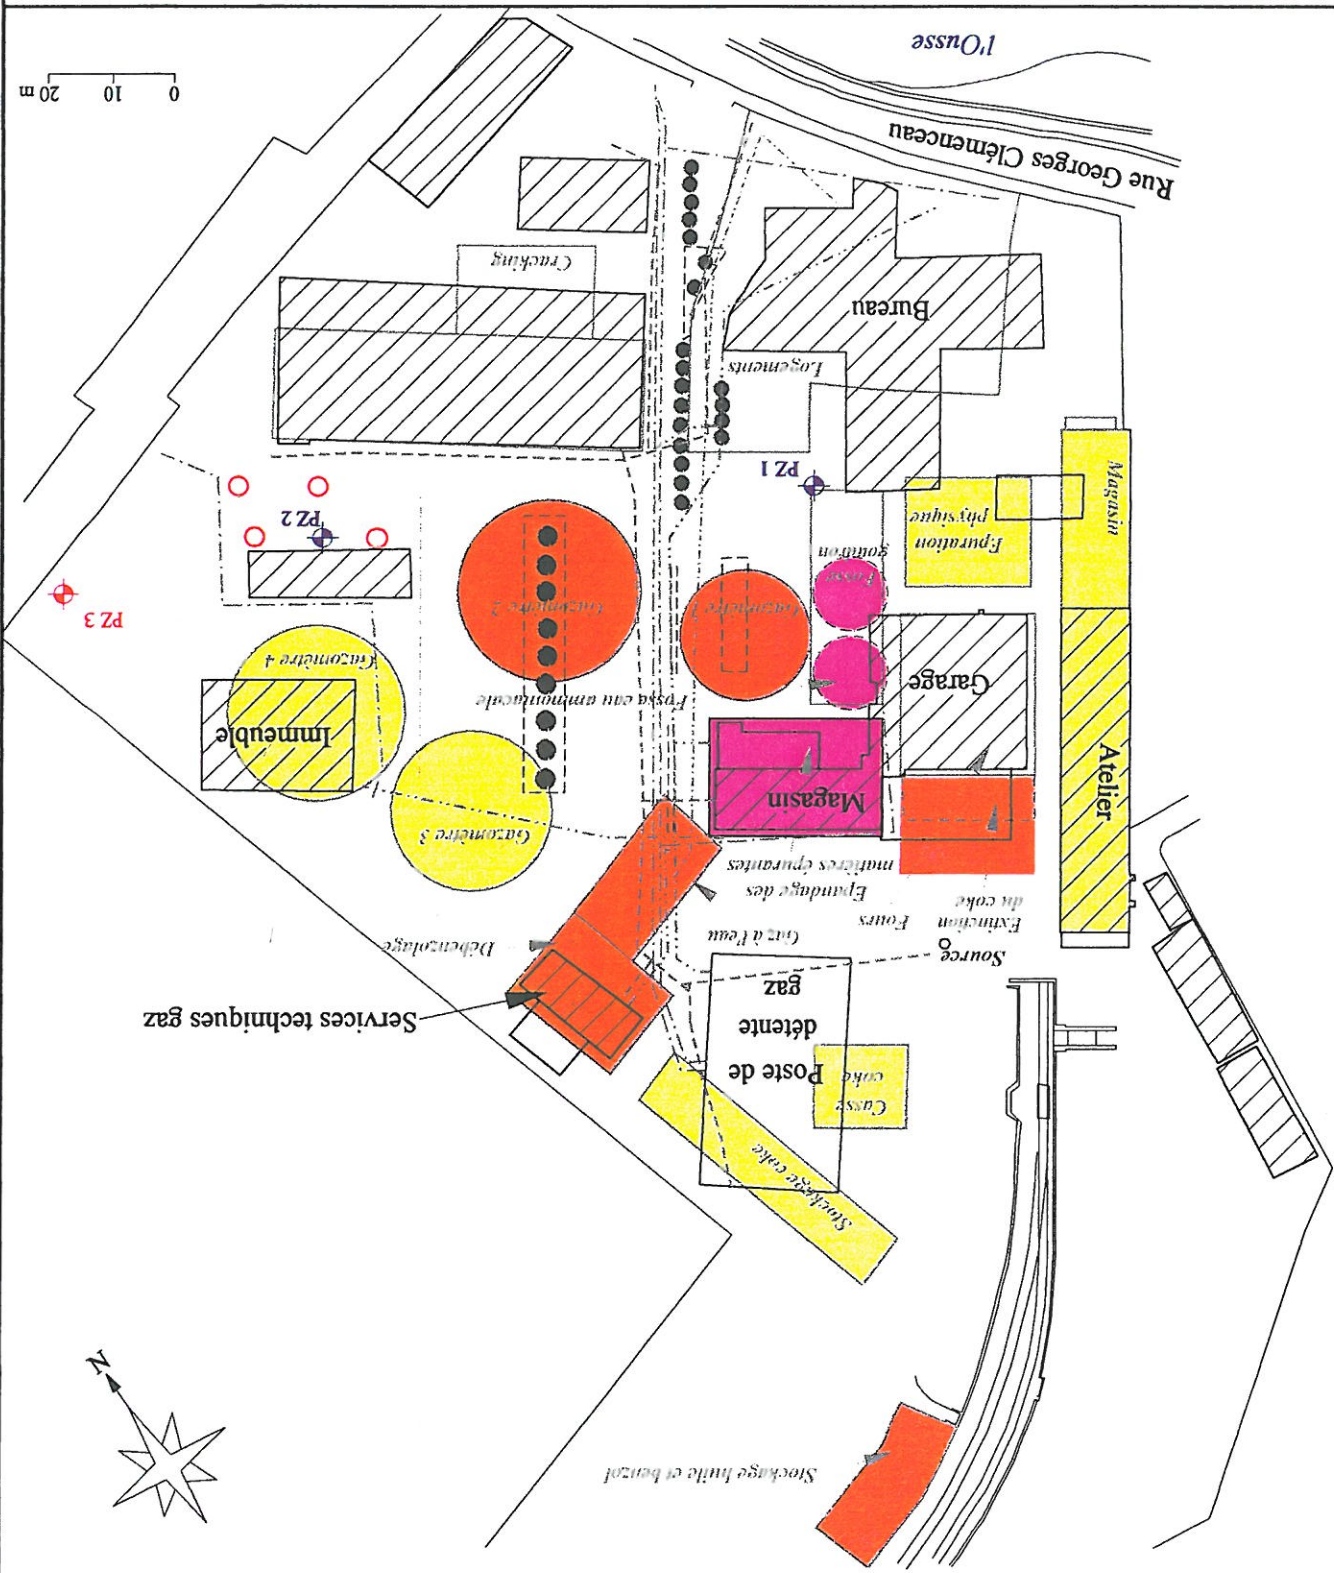 Stockage huile et benzol
N
Stockage coke
Casse
coke
Poste de
détente
gaz
Services techniques gaz
Source
Extinction
du coke
Fours
Gaz à l'eau
Débenzolage
Epandage des
matières épurantes
Atelier
Magasin
Gazomètre 3
Garage
Immeuble
Fosse eau ammoniacale
Gazomètre 4
PZ 3
Gazomètre 1
Gazomètre 2
Fosse
goudron
Epuration
physique
Magasin
PZ 2
PZ 1
Logements
Bureau
Cracking
Rue Georges Clémenceau
0 10 20 m
l'Ousse